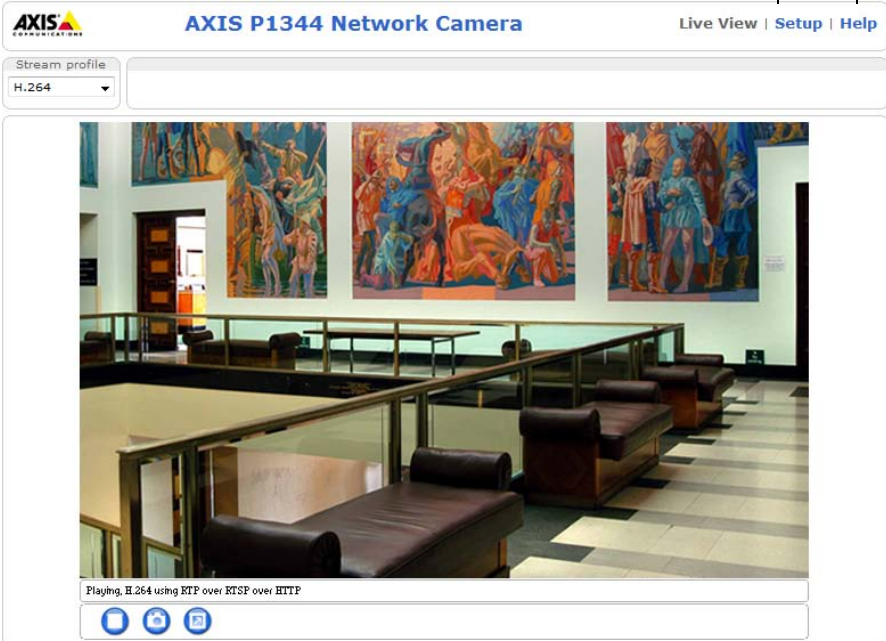 AXIS
COMMUNICATIONS
AXIS P1344 Network Camera
Live View | Setup | Help
Stream profile
H.264
Playing, H.264 using RTP over RTSP over HTTP